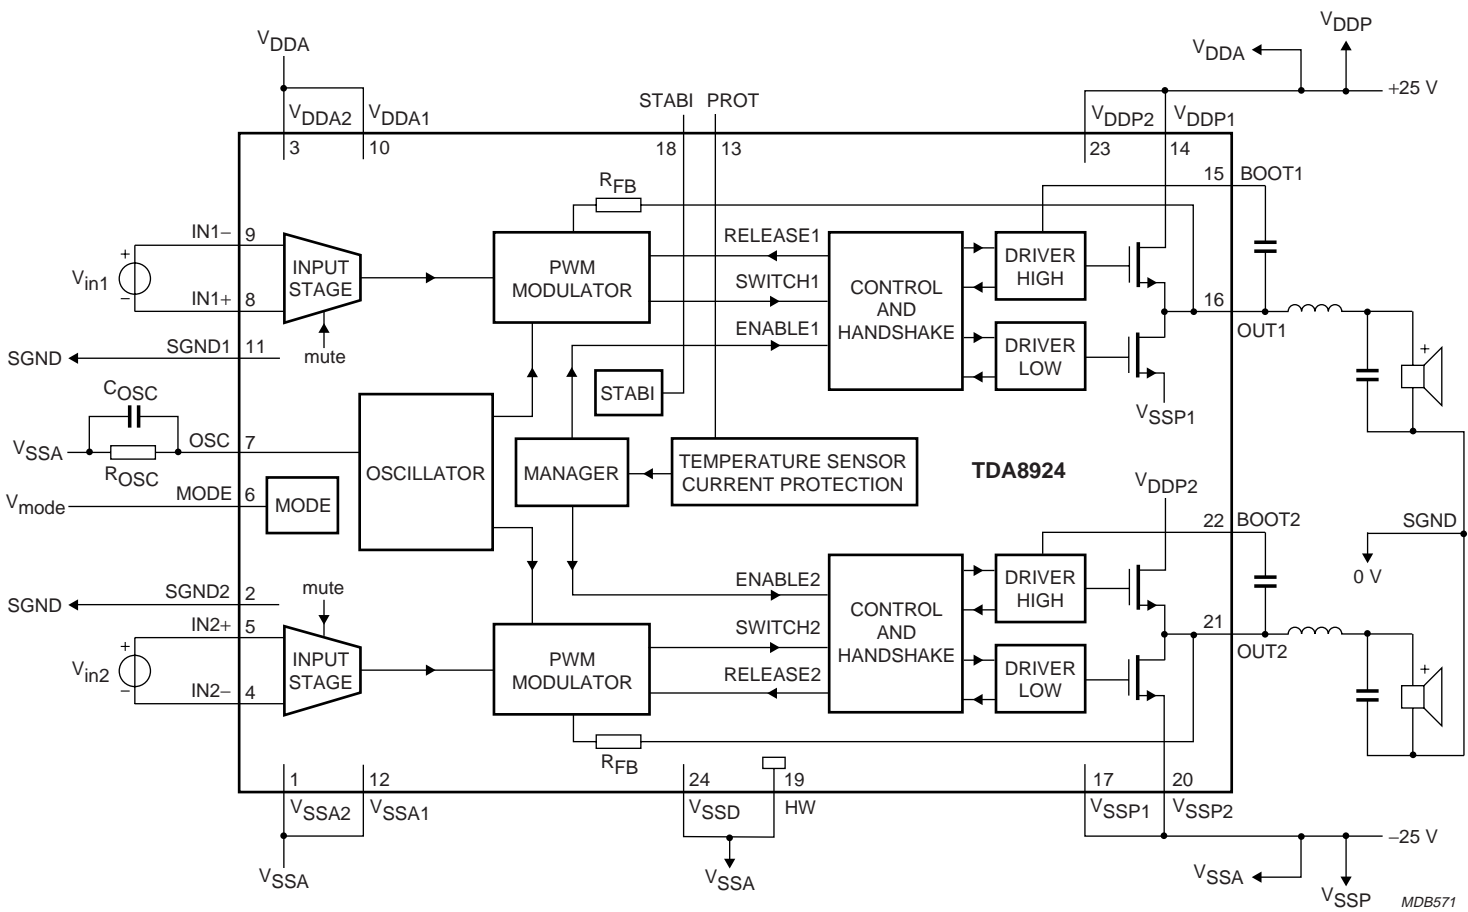 VDDA
VDDP
VDDA
+25 V
STABI PROT
VDDA2 VDDA1
VDDP2 VDDP1
3 10 18 13 23 14
15 BOOT1
RFB
IN1− 9
RELEASE1
INPUT STAGE
PWM MODULATOR
DRIVER HIGH
+
Vin1
−
SWITCH1
CONTROL AND HANDSHAKE
IN1+ 8
16
OUT1
ENABLE1
SGND SGND1 11
mute
DRIVER LOW
+
COSC
STABI
VSSP1
VSSA
OSC 7
ROSC
OSCILLATOR
MANAGER
TEMPERATURE SENSOR
CURRENT PROTECTION
TDA8924
VDDP2
Vmode
MODE 6
MODE
22 BOOT2
SGND
0 V
ENABLE2
DRIVER HIGH
SGND SGND2 2
mute
IN2+ 5
SWITCH2
CONTROL AND HANDSHAKE
21
OUT2
+
Vin2
−
INPUT STAGE
PWM MODULATOR
DRIVER LOW
+
IN2− 4
RELEASE2
RFB
1 12 24 19 17 20
VSSA2 VSSA1 VSSD HW VSSP1 VSSP2
−25 V
VSSA
VSSA
VSSA
VSSP
MDB571